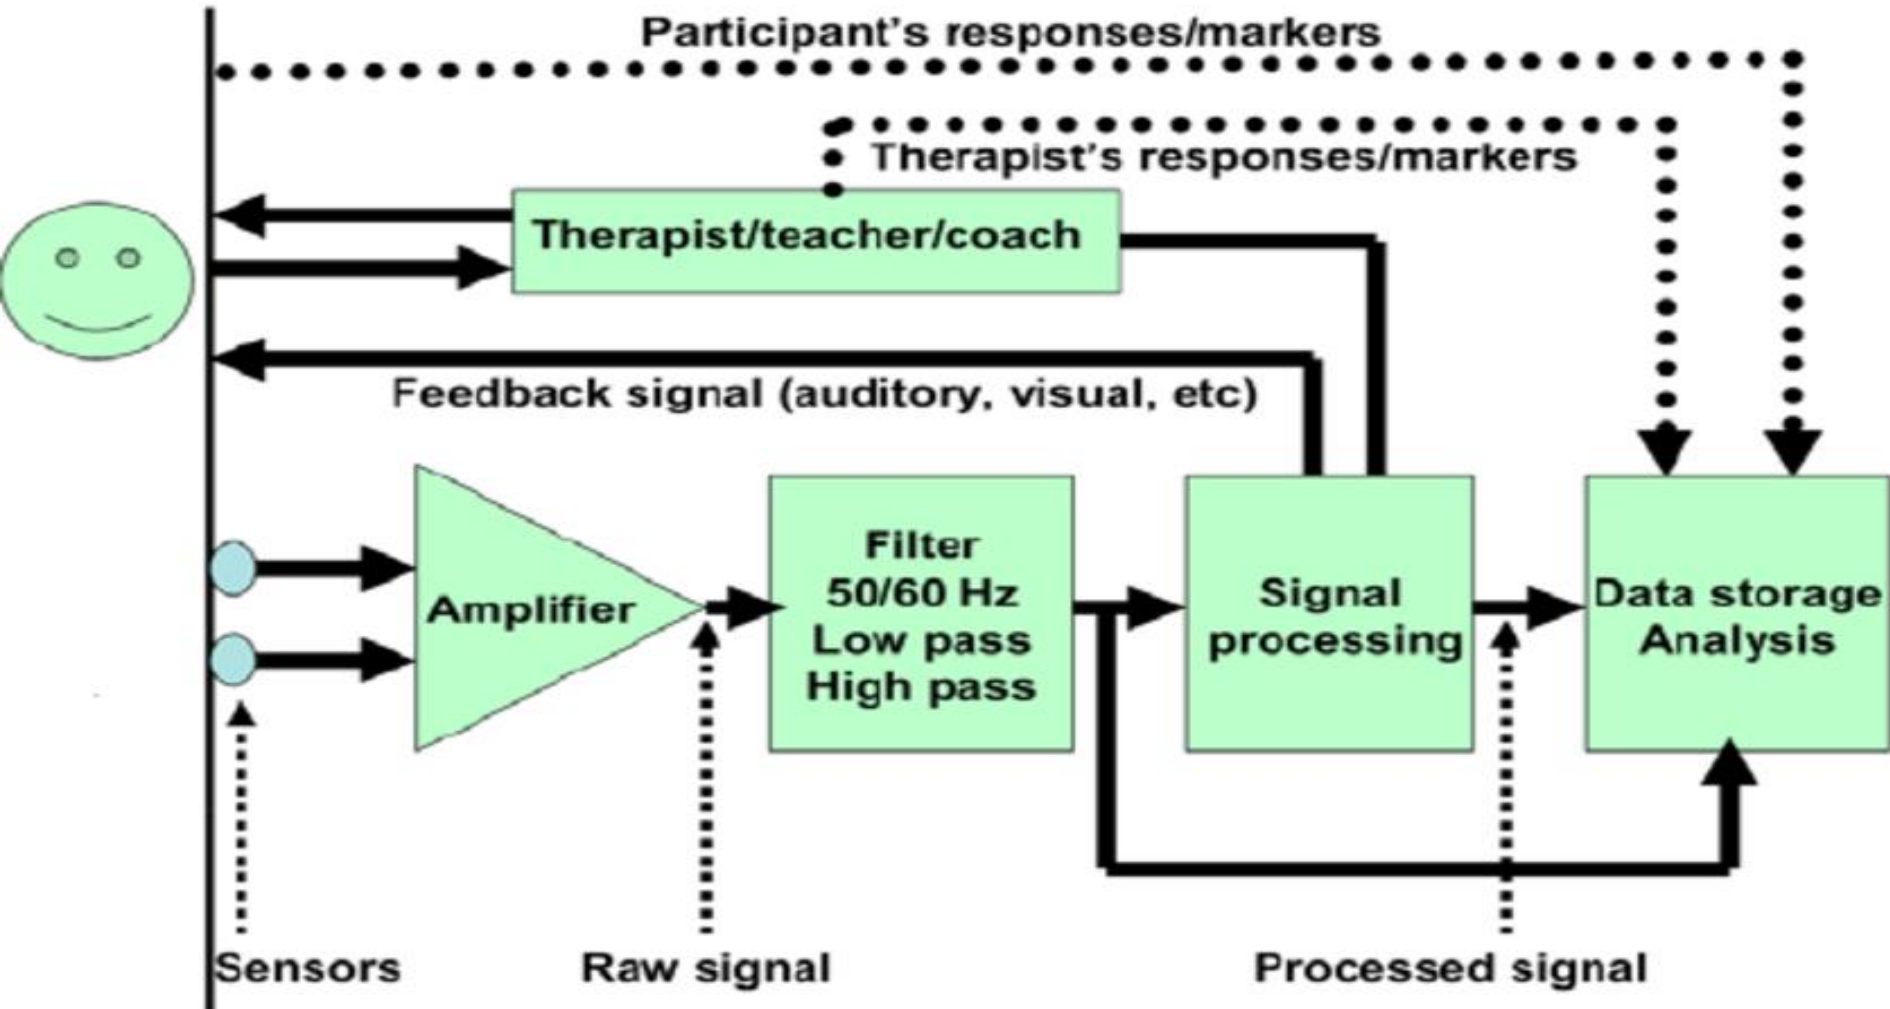 Participant's responses/markers
Therapist's responses/markers
Therapist/teacher/coach
Feedback signal (auditory, visual, etc)
Amplifier
Filter
50/60 Hz
Low pass
High pass
Signal
processing
Data storage
Analysis
Sensors
Raw signal
Processed signal